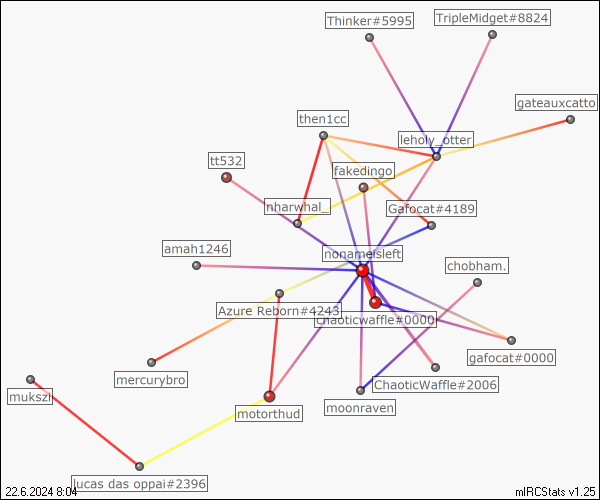 Thinker#5995
TripleMidget#8824
gateauxcatto
then1cc
leholy_otter
tt532
fakedingo
nharwhal_
Gafocat#4189
amah1246
nonameisleft
chobham.
Azure Reborn#4243
chaoticwaffle#0000
gafocat#0000
mercurybro
ChaoticWaffle#2006
mukszi
motorthud
moonraven
lucas das oppai#2396
22.6.2024 8:04
mIRCStats v1.25